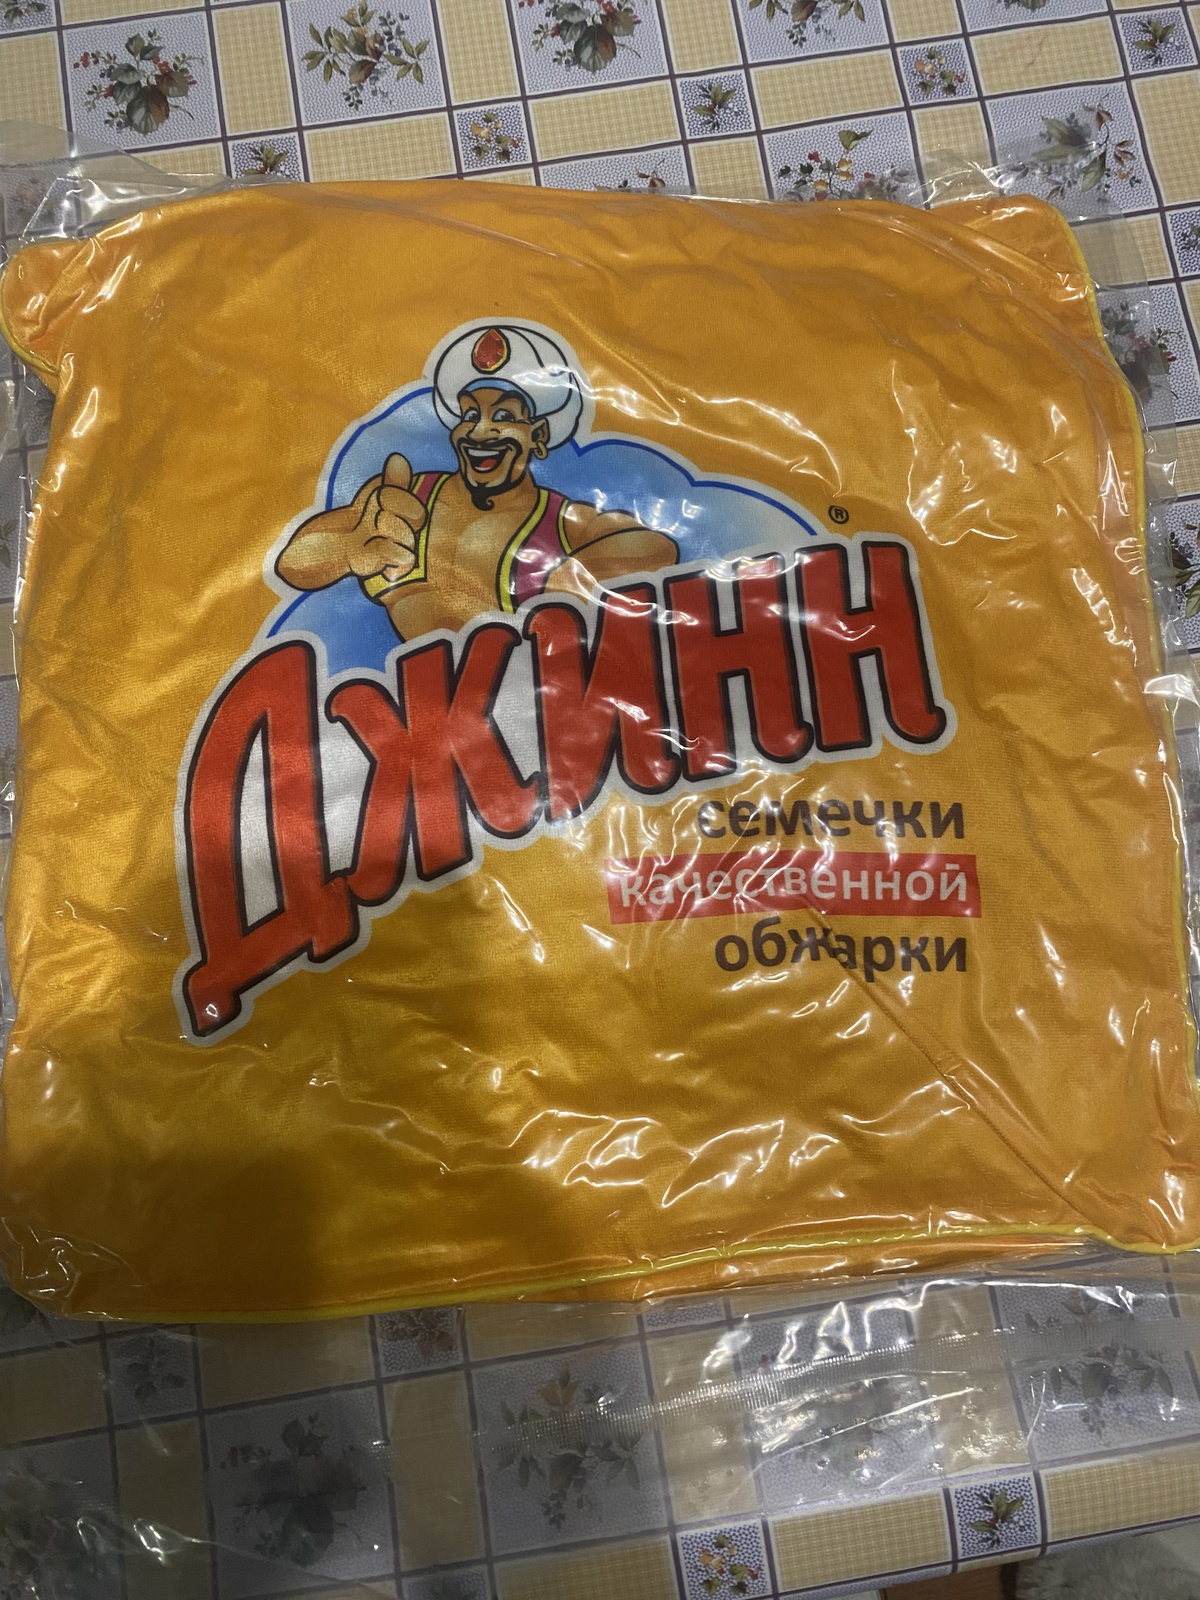 ®
ДЖИНН
семечки
качественной
обжарки